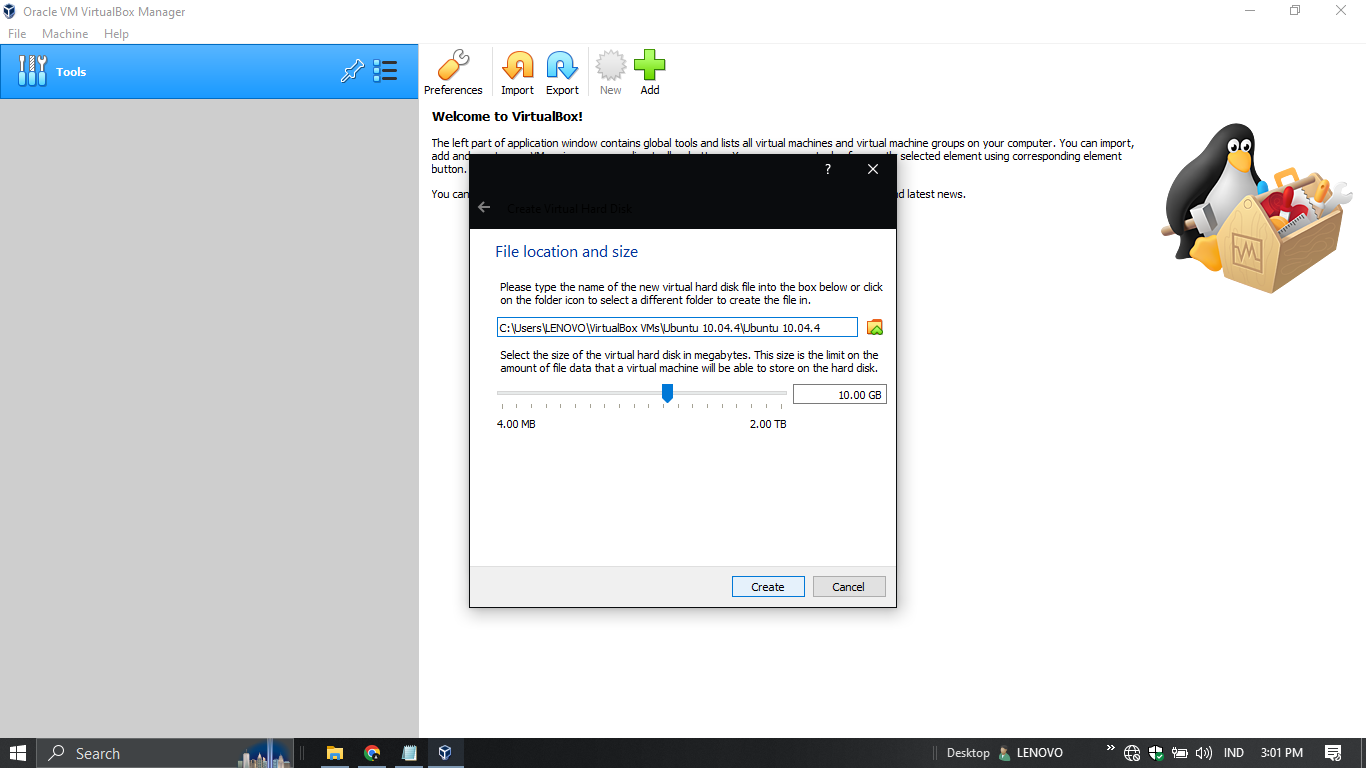 Oracle VM VirtualBox Manager
File Machine Help
Tools
Preferences Import Export New Add
Welcome to VirtualBox!
The left part of application window contains global tools and lists all virtual machines and virtual machine groups on your computer. You can import,
add and selected element using corresponding element
button.
You can latest news.
?
Create Virtual Hard Disk
File location and size
Please type the name of the new virtual hard disk file into the box below or click
on the folder icon to select a different folder to create the file in.
C:\Users\LENOVO\VirtualBox VMs\Ubuntu 10.04.4\Ubuntu 10.04.4
Select the size of the virtual hard disk in megabytes. This size is the limit on the
amount of file data that a virtual machine will be able to store on the hard disk.
10.00 GB
4.00 MB 2.00 TB
Create Cancel
Search
Desktop LENOVO IND 3:01 PM